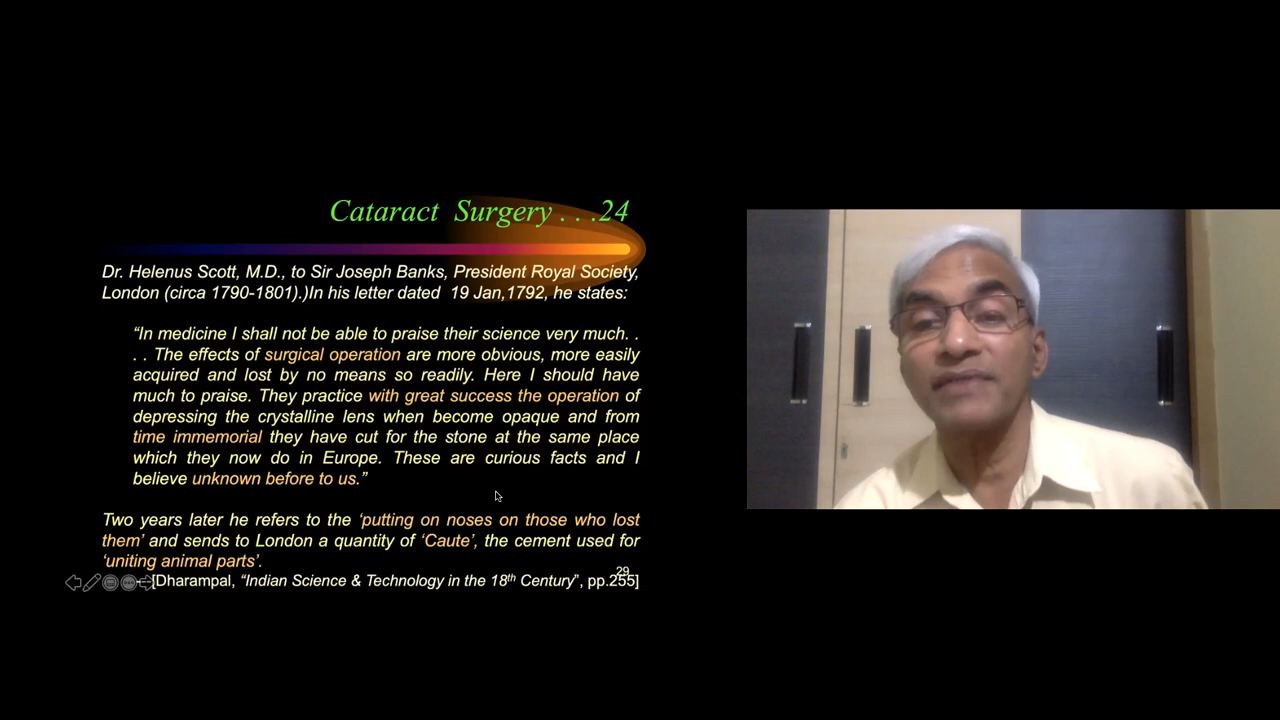 Cataract Surgery . . .24
Dr. Helenus Scott, M.D., to Sir Joseph Banks, President Royal Society,
London (circa 1790-1801).)In his letter dated 19 Jan,1792, he states:
“In medicine I shall not be able to praise their science very much. .
. . The effects of surgical operation are more obvious, more easily
acquired and lost by no means so readily. Here I should have
much to praise. They practice with great success the operation of
depressing the crystalline lens when become opaque and from
time immemorial they have cut for the stone at the same place
which they now do in Europe. These are curious facts and I
believe unknown before to us.”
Two years later he refers to the ‘putting on noses on those who lost
them’ and sends to London a quantity of ‘Caute’, the cement used for
‘uniting animal parts’.
29
[Dharampal, “Indian Science & Technology in the 18th Century”, pp.255]